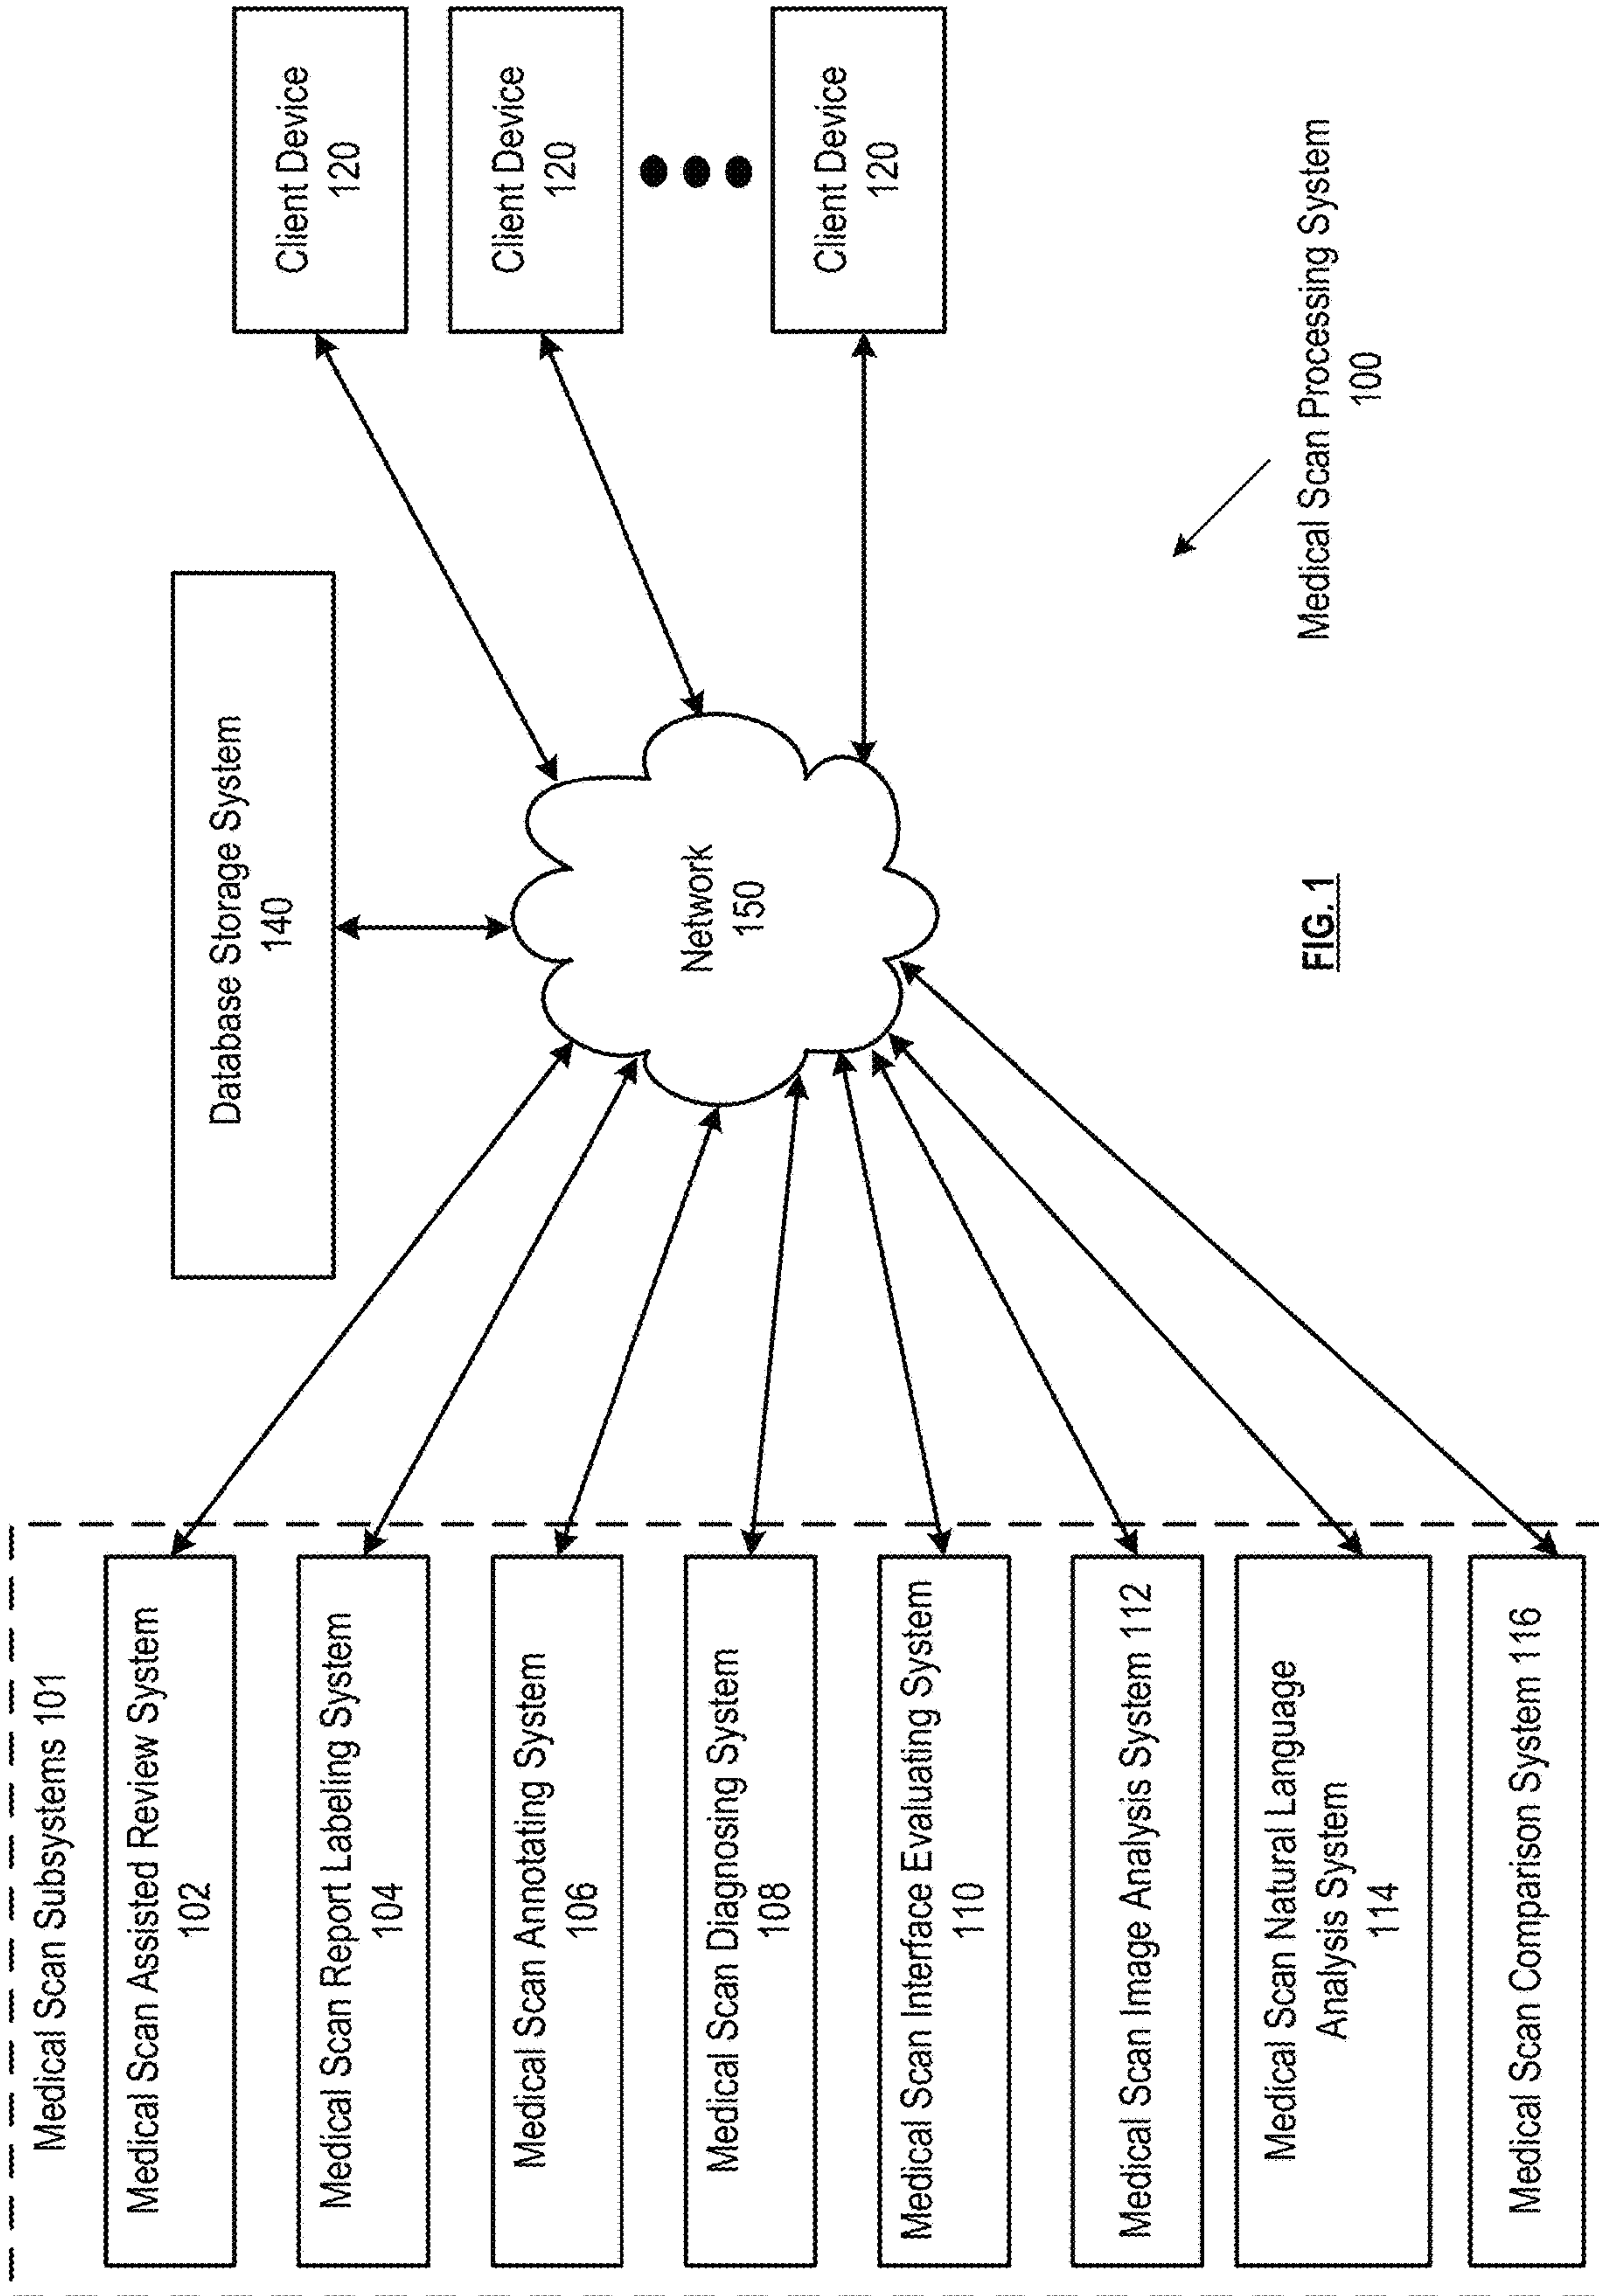 Medical Scan Subsystems 101
Medical Scan Assisted Review System
102
Medical Scan Report Labeling System
104
Medical Scan Annotating System
106
Medical Scan Diagnosing System
108
Medical Scan Interface Evaluating System
110
Medical Scan Image Analysis System 112
Medical Scan Natural Language
Analysis System
114
Medical Scan Comparison System 116
Database Storage System
140
Network
150
Client Device
120
Client Device
120
Client Device
120
Medical Scan Processing System
100
FIG. 1